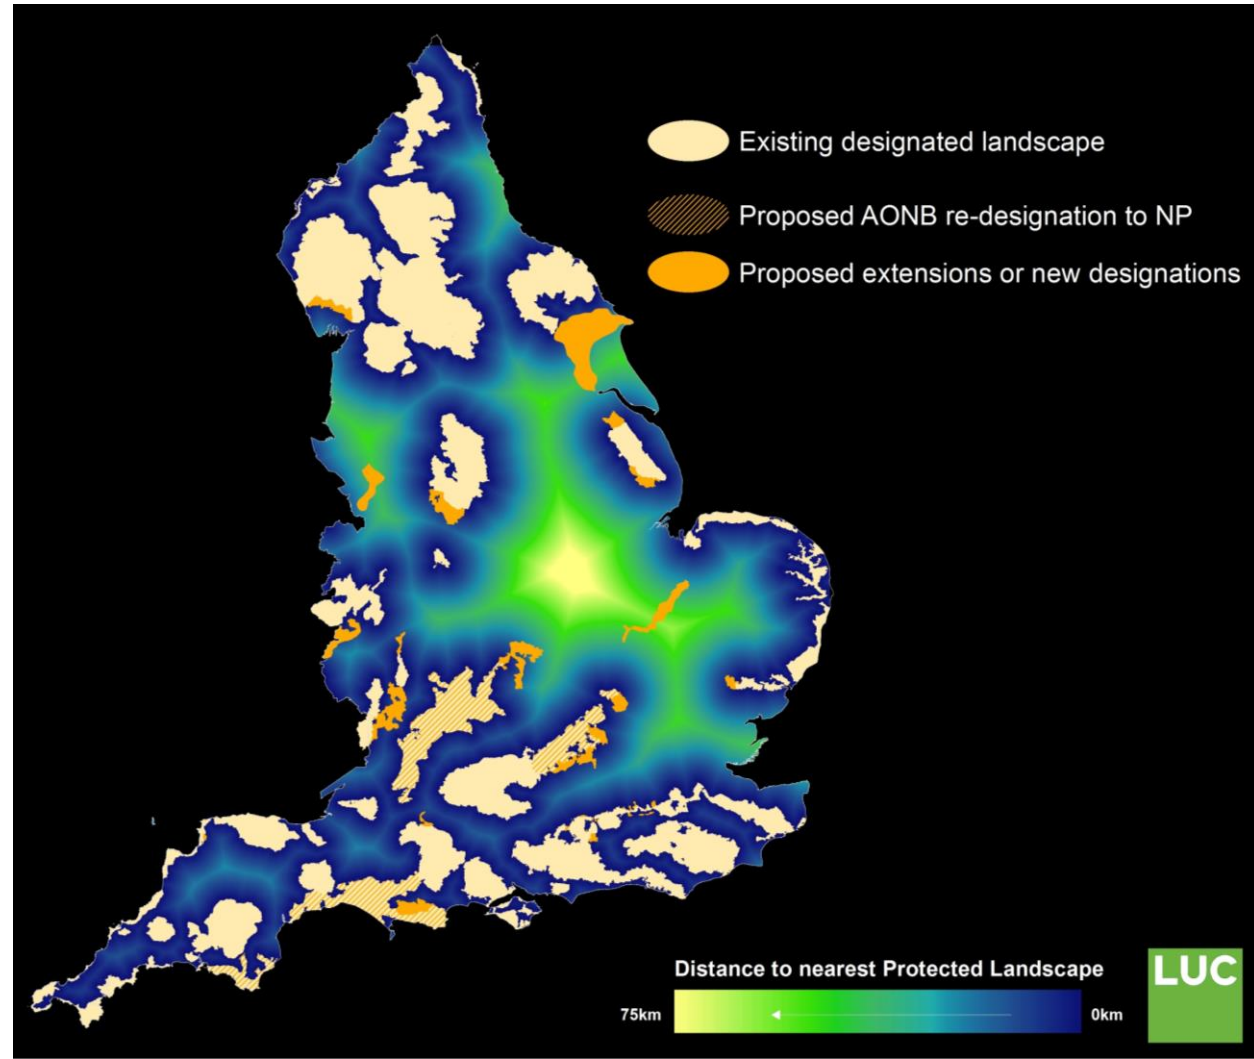 Existing designated landscape
Proposed AONB re-designation to NP
Proposed extensions or new designations
Distance to nearest Protected Landscape
75km
0km
LUC